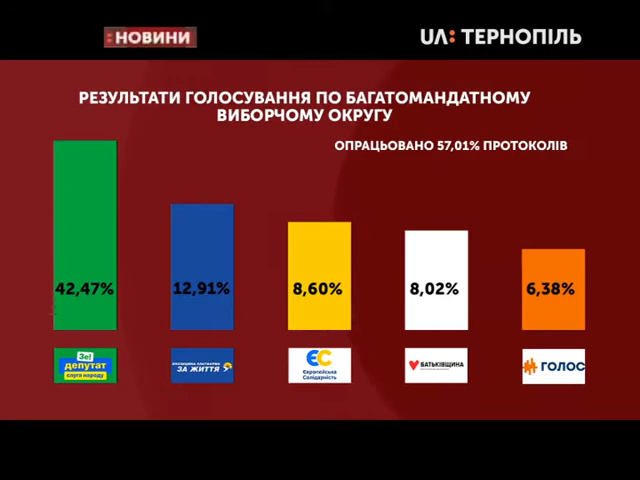 : НОВИНИ
UA: ТЕРНОПІЛЬ
РЕЗУЛЬТАТИ ГОЛОСУВАННЯ ПО БАГАТОМАНДАТНОМУ
ВИБОРЧОМУ ОКРУГУ
ОПРАЦЬОВАНО 57,01% ПРОТОКОЛІВ
42,47%
12,91%
8,60%
8,02%
6,38%
Зе!
депутат
слуга народу
ЗА ЖИТТЯ
ЄС
Європейська
Солідарність
БАТЬКІВЩИНА
ГОЛОС